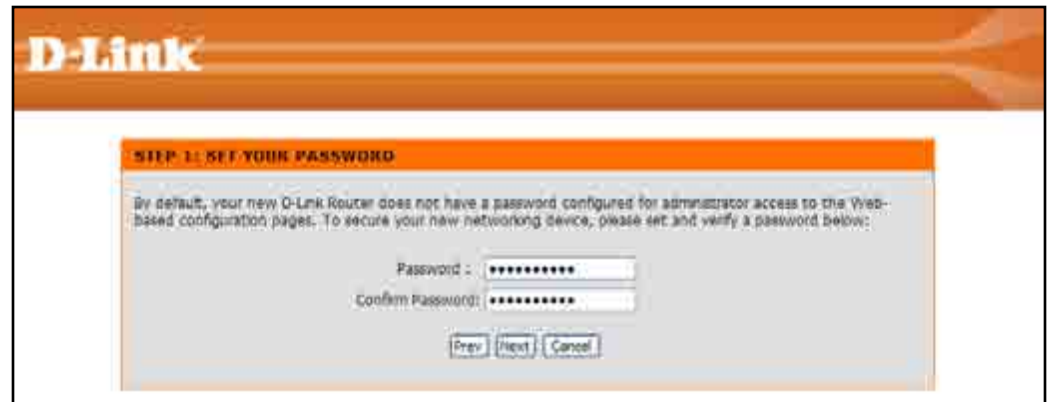 D-Link
STEP 1: SET YOUR PASSWORD
By default, your new D-Link Router does not have a password configured for administrator access to the Web-
based configuration pages. To secure your new networking device, please set and verify a password below:
Password : ••••••••••
Confirm Password: ••••••••••
Prev Next Cancel